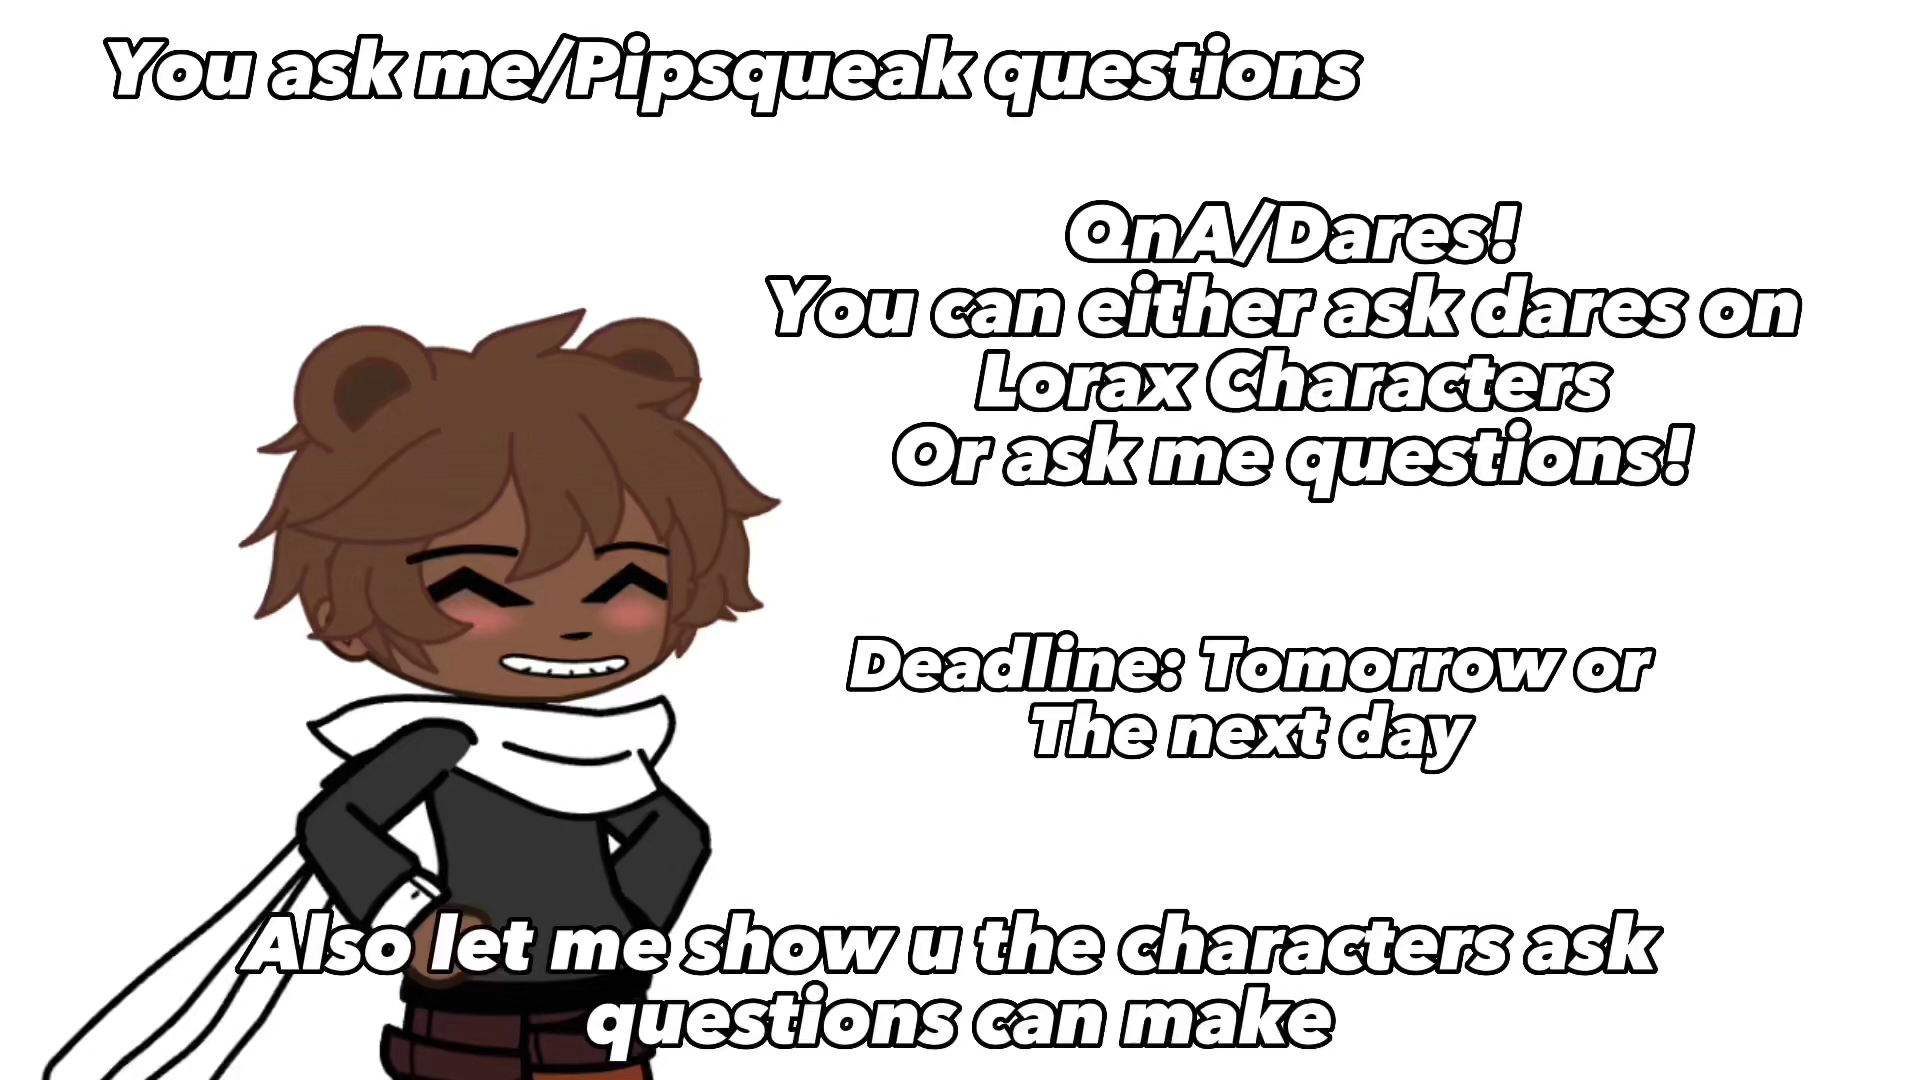 You ask me/Pipsqueak questions
QnA/Dares!
You can either ask dares on
Lorax Characters
Or ask me questions!
Deadline: Tomorrow or
The next day
Also let me show u the characters ask
questions can make